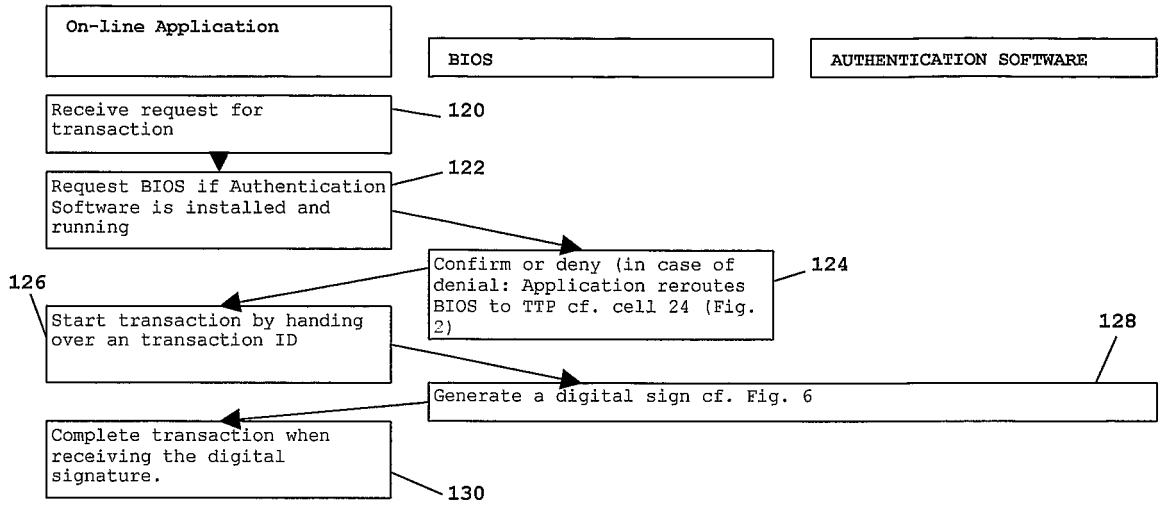 On-line Application
BIOS
AUTHENTICATION SOFTWARE
Receive request for
transaction
120
Request BIOS if Authentication
Software is installed and
running
122
Confirm or deny (in case of
denial: Application reroutes
BIOS to TTP cf. cell 24 (Fig.
2)
124
126
Start transaction by handing
over an transaction ID
128
Generate a digital sign cf. Fig. 6
Complete transaction when
receiving the digital
signature.
130